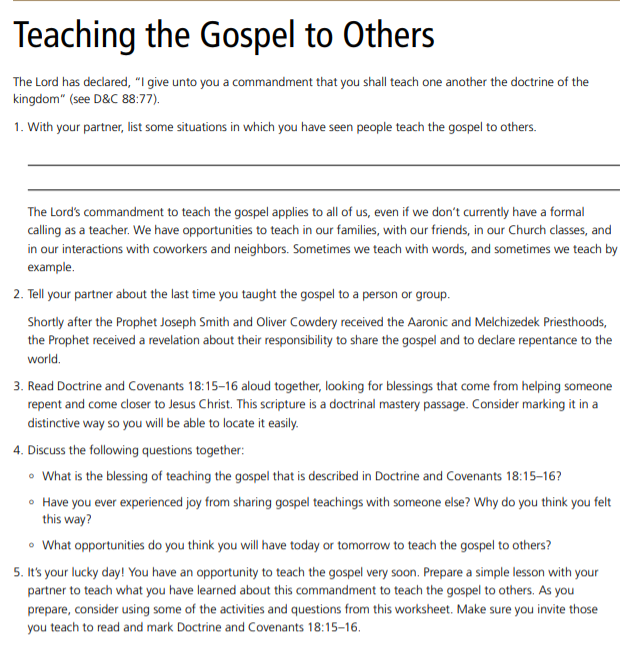 Teaching the Gospel to Others
The Lord has declared, “I give unto you a commandment that you shall teach one another the doctrine of the
kingdom” (see D&C 88:77).
1. With your partner, list some situations in which you have seen people teach the gospel to others.
The Lord’s commandment to teach the gospel applies to all of us, even if we don’t currently have a formal
calling as a teacher. We have opportunities to teach in our families, with our friends, in our Church classes, and
in our interactions with coworkers and neighbors. Sometimes we teach with words, and sometimes we teach by
example.
2. Tell your partner about the last time you taught the gospel to a person or group.
Shortly after the Prophet Joseph Smith and Oliver Cowdery received the Aaronic and Melchizedek Priesthoods,
the Prophet received a revelation about their responsibility to share the gospel and to declare repentance to the
world.
3. Read Doctrine and Covenants 18:15–16 aloud together, looking for blessings that come from helping someone
repent and come closer to Jesus Christ. This scripture is a doctrinal mastery passage. Consider marking it in a
distinctive way so you will be able to locate it easily.
4. Discuss the following questions together:
◦ What is the blessing of teaching the gospel that is described in Doctrine and Covenants 18:15–16?
◦ Have you ever experienced joy from sharing gospel teachings with someone else? Why do you think you felt
this way?
◦ What opportunities do you think you will have today or tomorrow to teach the gospel to others?
5. It’s your lucky day! You have an opportunity to teach the gospel very soon. Prepare a simple lesson with your
partner to teach what you have learned about this commandment to teach the gospel to others. As you
prepare, consider using some of the activities and questions from this worksheet. Make sure you invite those
you teach to read and mark Doctrine and Covenants 18:15–16.